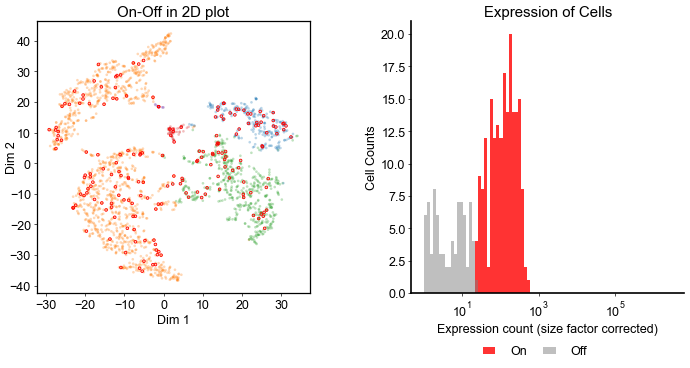 On-Off in 2D plot
40
30
20
10
0
−10
−20
−30
−40
Dim 2
−30 −20 −10 0 10 20 30
Dim 1
Expression of Cells
20.0
17.5
15.0
12.5
10.0
7.5
5.0
2.5
0.0
Cell Counts
10^1 10^3 10^5
Expression count (size factor corrected)
On Off